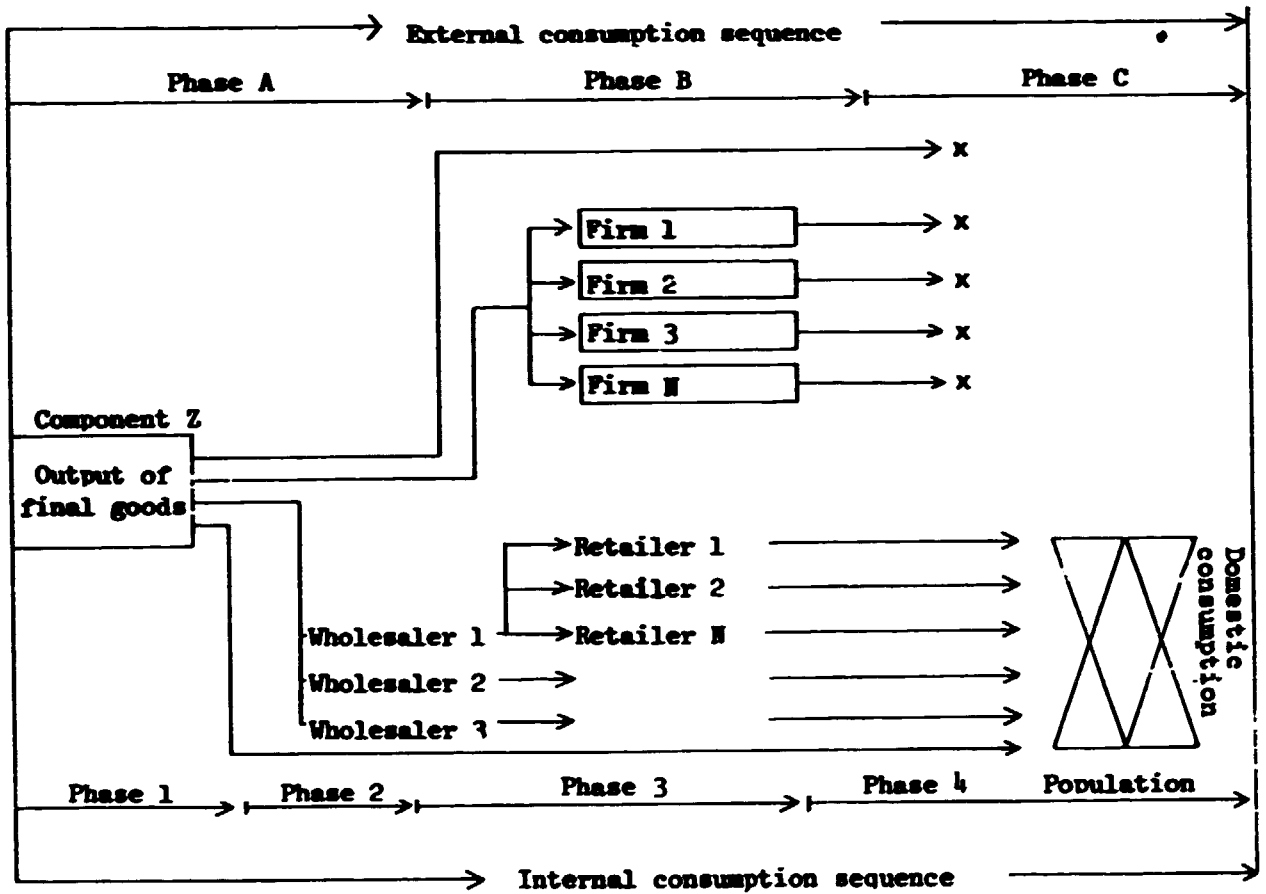 External consumption sequence
Phase A
Phase B
Phase C
x
Firm 1
x
Firm 2
x
Firm 3
x
Firm N
x
Component Z
Output of
final goods
Retailer 1
Retailer 2
Wholesaler 1
Retailer N
Wholesaler 2
Wholesaler 3
Domestic
consumption
Phase 1
Phase 2
Phase 3
Phase 4
Population
Internal consumption sequence